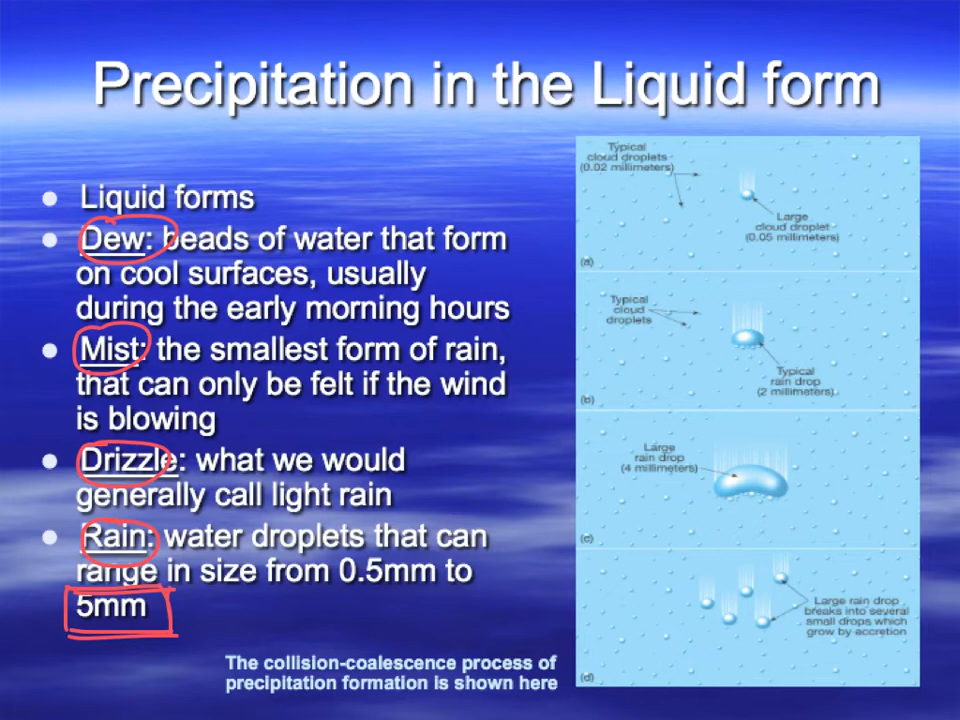 Precipitation in the Liquid form
Liquid forms
Dew: beads of water that form
on cool surfaces, usually
during the early morning hours
Mist: the smallest form of rain,
that can only be felt if the wind
is blowing
Drizzle: what we would
generally call light rain
Rain: water droplets that can
range in size from 0.5mm to
5mm
The collision-coalescence process of
precipitation formation is shown here
Typical
cloud droplets
(0.02 millimeters)
Large
cloud droplet
(0.05 millimeters)
(a)
Typical
cloud
droplets
Typical
rain drop
(2 millimeters)
(b)
Large
rain drop
(4 millimeters)
(c)
Large rain drop
breaks into several
small drops which
grow by accretion
(d)